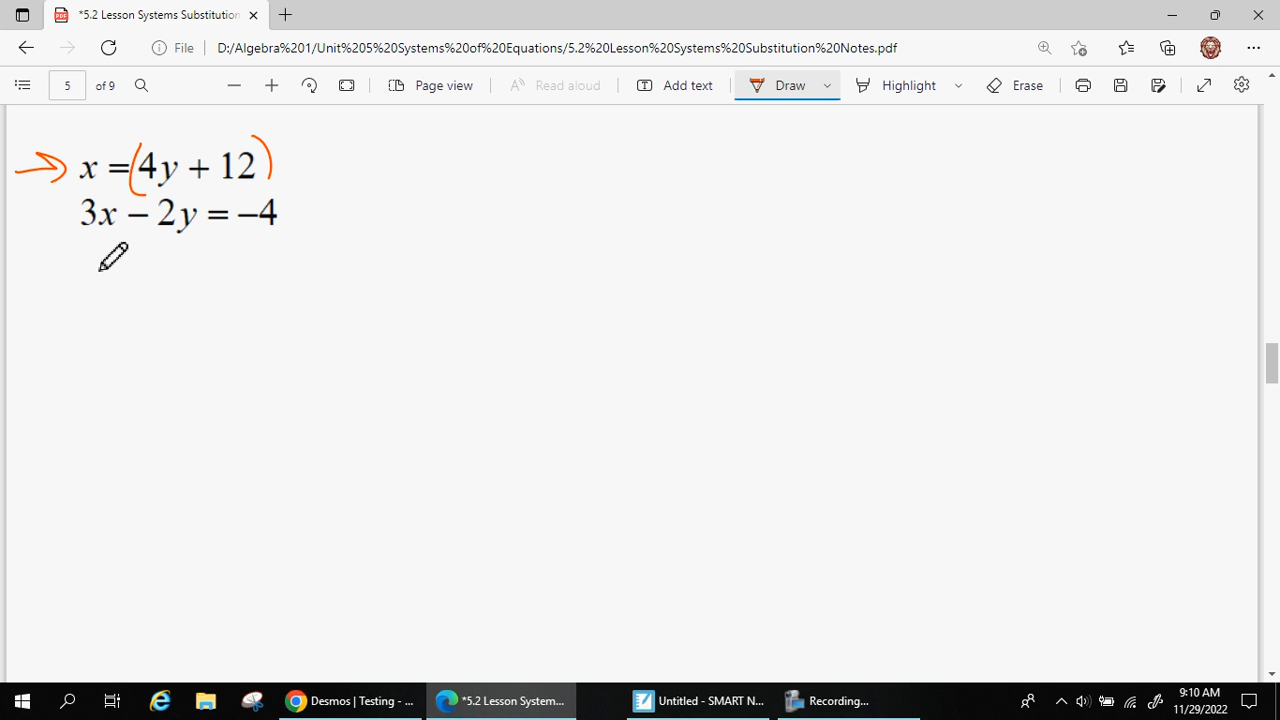 *5.2 Lesson Systems Substitution
File D:/Algebra%201/Unit%205%20Systems%20of%20Equations/5.2%20Lesson%20Systems%20Substitution%20Notes.pdf
5 of 9 Page view Read aloud Add text Draw Highlight Erase
x = (4y + 12)
3x − 2y = −4
Desmos | Testing - ... *5.2 Lesson System... Untitled - SMART N... Recording...
9:10 AM
11/29/2022